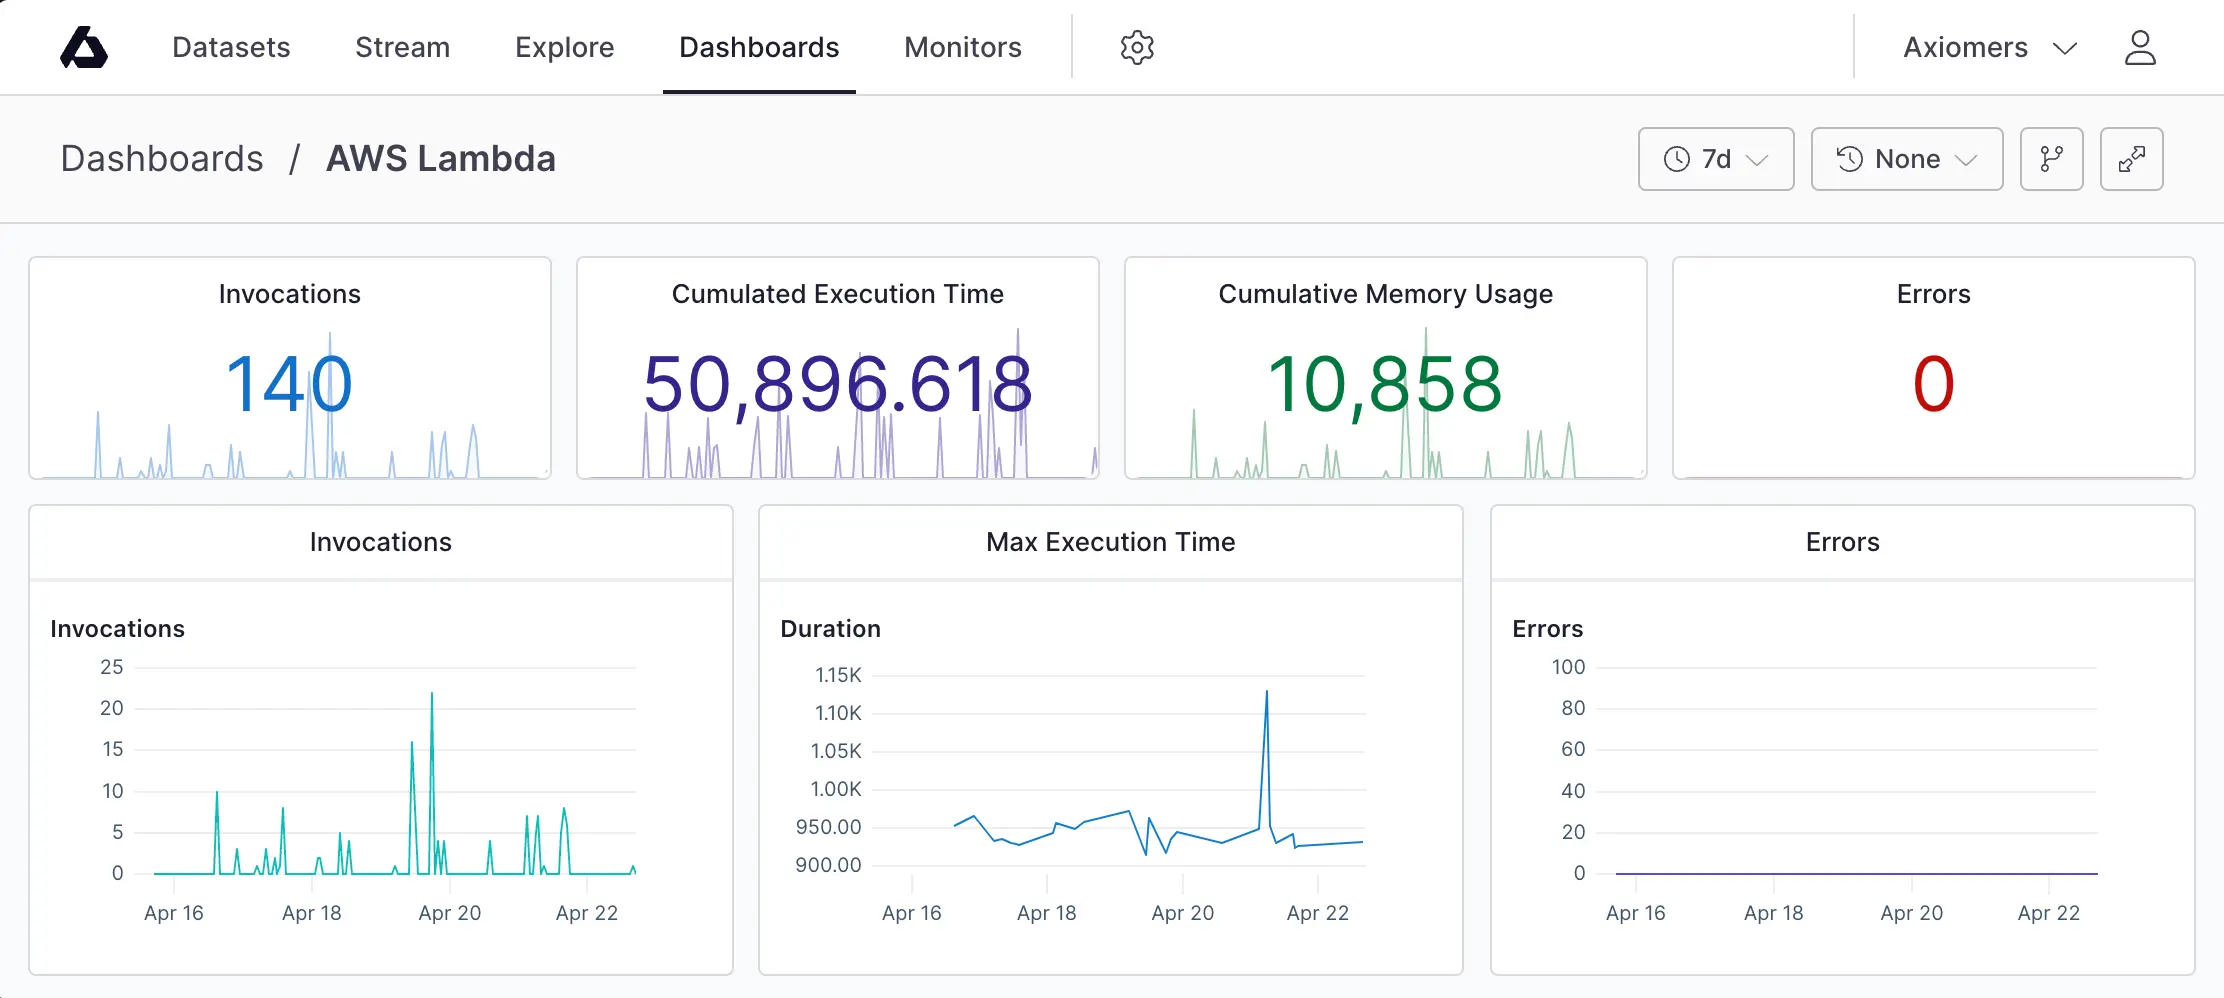 Datasets Stream Explore Dashboards Monitors Axiomers
Dashboards / AWS Lambda 7d None
Invocations
140
Cumulated Execution Time
50,896.618
Cumulative Memory Usage
10,858
Errors
0
Invocations
Invocations
25
20
15
10
5
0
Apr 16 Apr 18 Apr 20 Apr 22
Max Execution Time
Duration
1.15K
1.10K
1.05K
1.00K
950.00
900.00
Apr 16 Apr 18 Apr 20 Apr 22
Errors
Errors
100
80
60
40
20
0
Apr 16 Apr 18 Apr 20 Apr 22